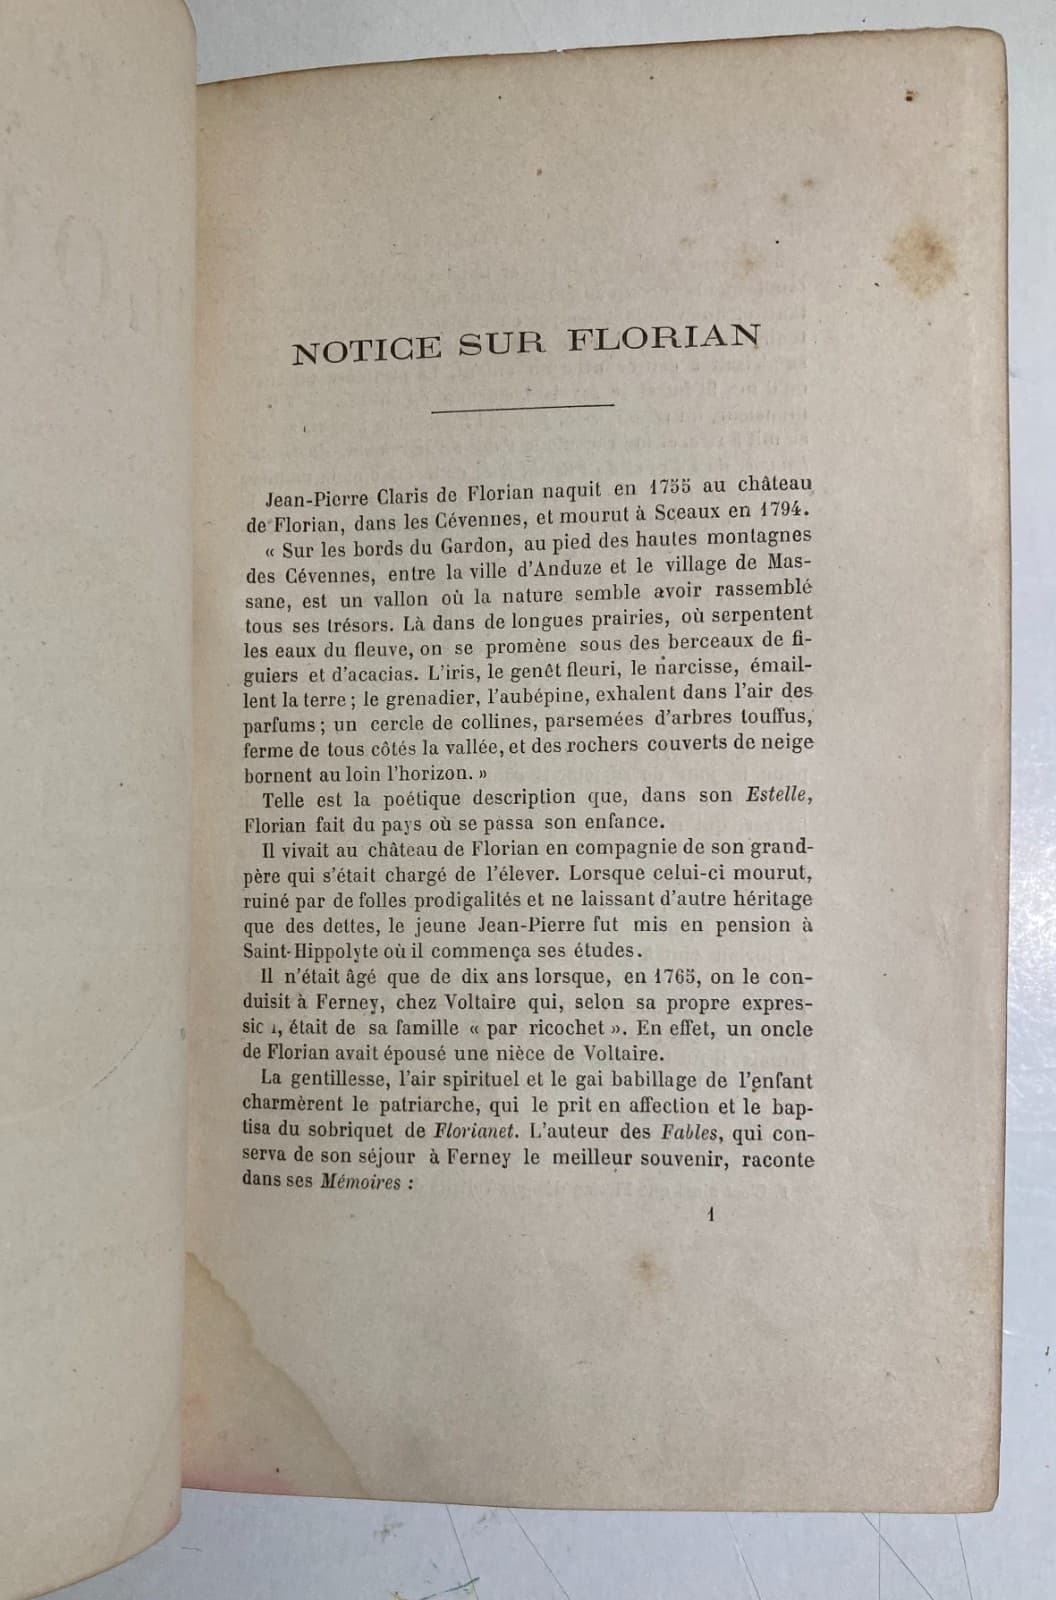 NOTICE SUR FLORIAN
Jean-Pierre Claris de Florian naquit en 1755 au château
de Florian, dans les Cévennes, et mourut à Sceaux en 1794.
« Sur les bords du Gardon, au pied des hautes montagnes
des Cévennes, entre la ville d'Anduze et le village de Mas-
sane, est un vallon où la nature semble avoir rassemblé
tous ses trésors. Là dans de longues prairies, où serpentent
les eaux du fleuve, on se promène sous des berceaux de fi-
guiers et d'acacias. L'iris, le genêt fleuri, le narcisse, émail-
lent la terre ; le grenadier, l'aubépine, exhalent dans l'air des
parfums ; un cercle de collines, parsemées d'arbres touffus,
ferme de tous côtés la vallée, et des rochers couverts de neige
bornent au loin l'horizon. »
Telle est la poétique description que, dans son Estelle,
Florian fait du pays où se passa son enfance.
Il vivait au château de Florian en compagnie de son grand-
père qui s'était chargé de l'élever. Lorsque celui-ci mourut,
ruiné par de folles prodigalités et ne laissant d'autre héritage
que des dettes, le jeune Jean-Pierre fut mis en pension à
Saint-Hippolyte où il commença ses études.
Il n'était âgé que de dix ans lorsque, en 1765, on le con-
duisit à Ferney, chez Voltaire qui, selon sa propre expres-
sion, était de sa famille « par ricochet ». En effet, un oncle
de Florian avait épousé une nièce de Voltaire.
La gentillesse, l'air spirituel et le gai babillage de l'enfant
charmèrent le patriarche, qui le prit en affection et le bap-
tisa du sobriquet de Florianet. L'auteur des Fables, qui con-
serva de son séjour à Ferney le meilleur souvenir, raconte
dans ses Mémoires :
1